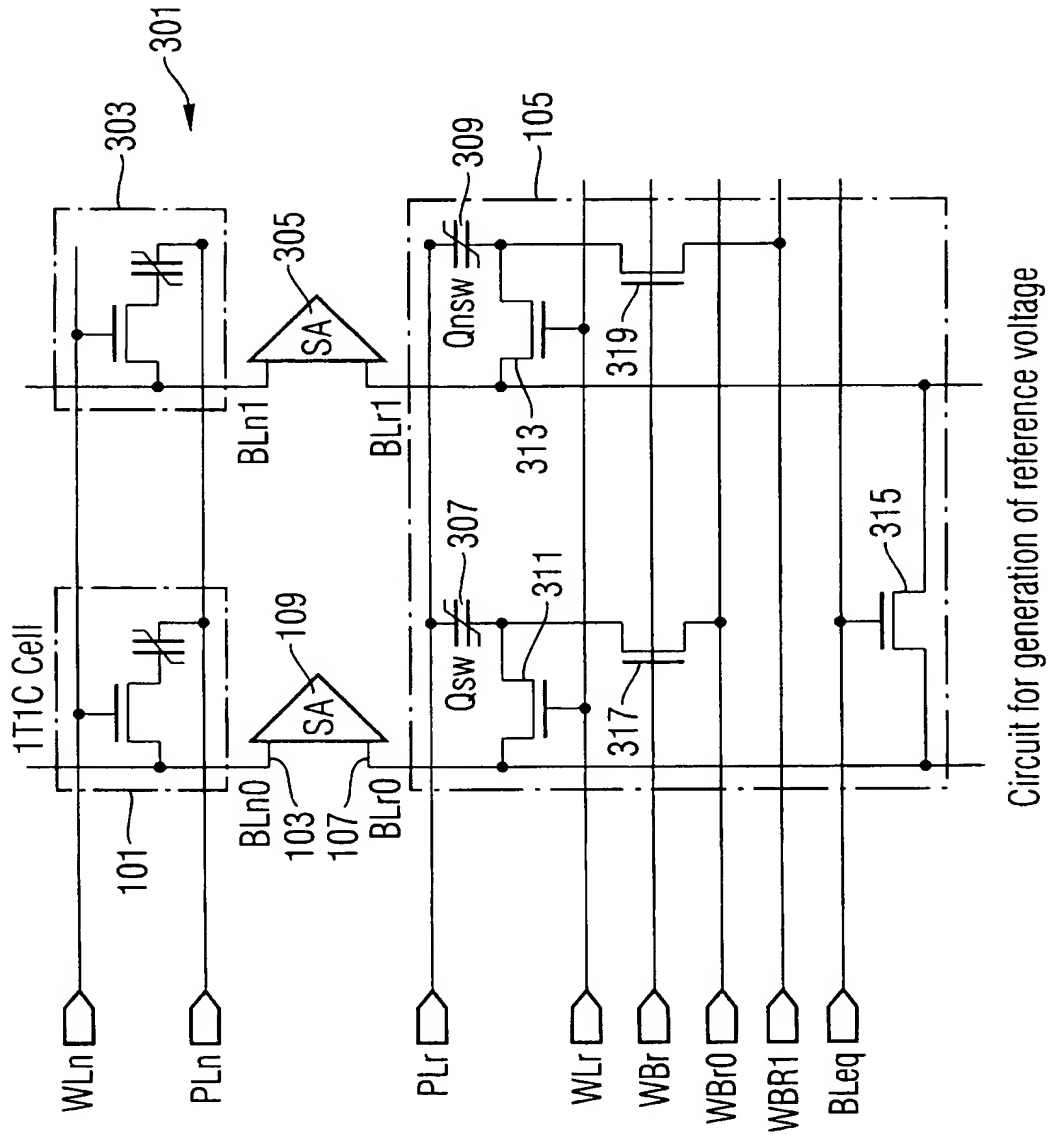 301
303
1T1C Cell
101
WLn
PLn
305
SA
109
SA
BLn0
103
107
BLr0
BLn1
BLr1
105
309
Qnsw
307
Qsw
313
311
319
317
315
PLr
WLr
WBr
WBr0
WBR1
BLeq
Circuit for generation of reference voltage